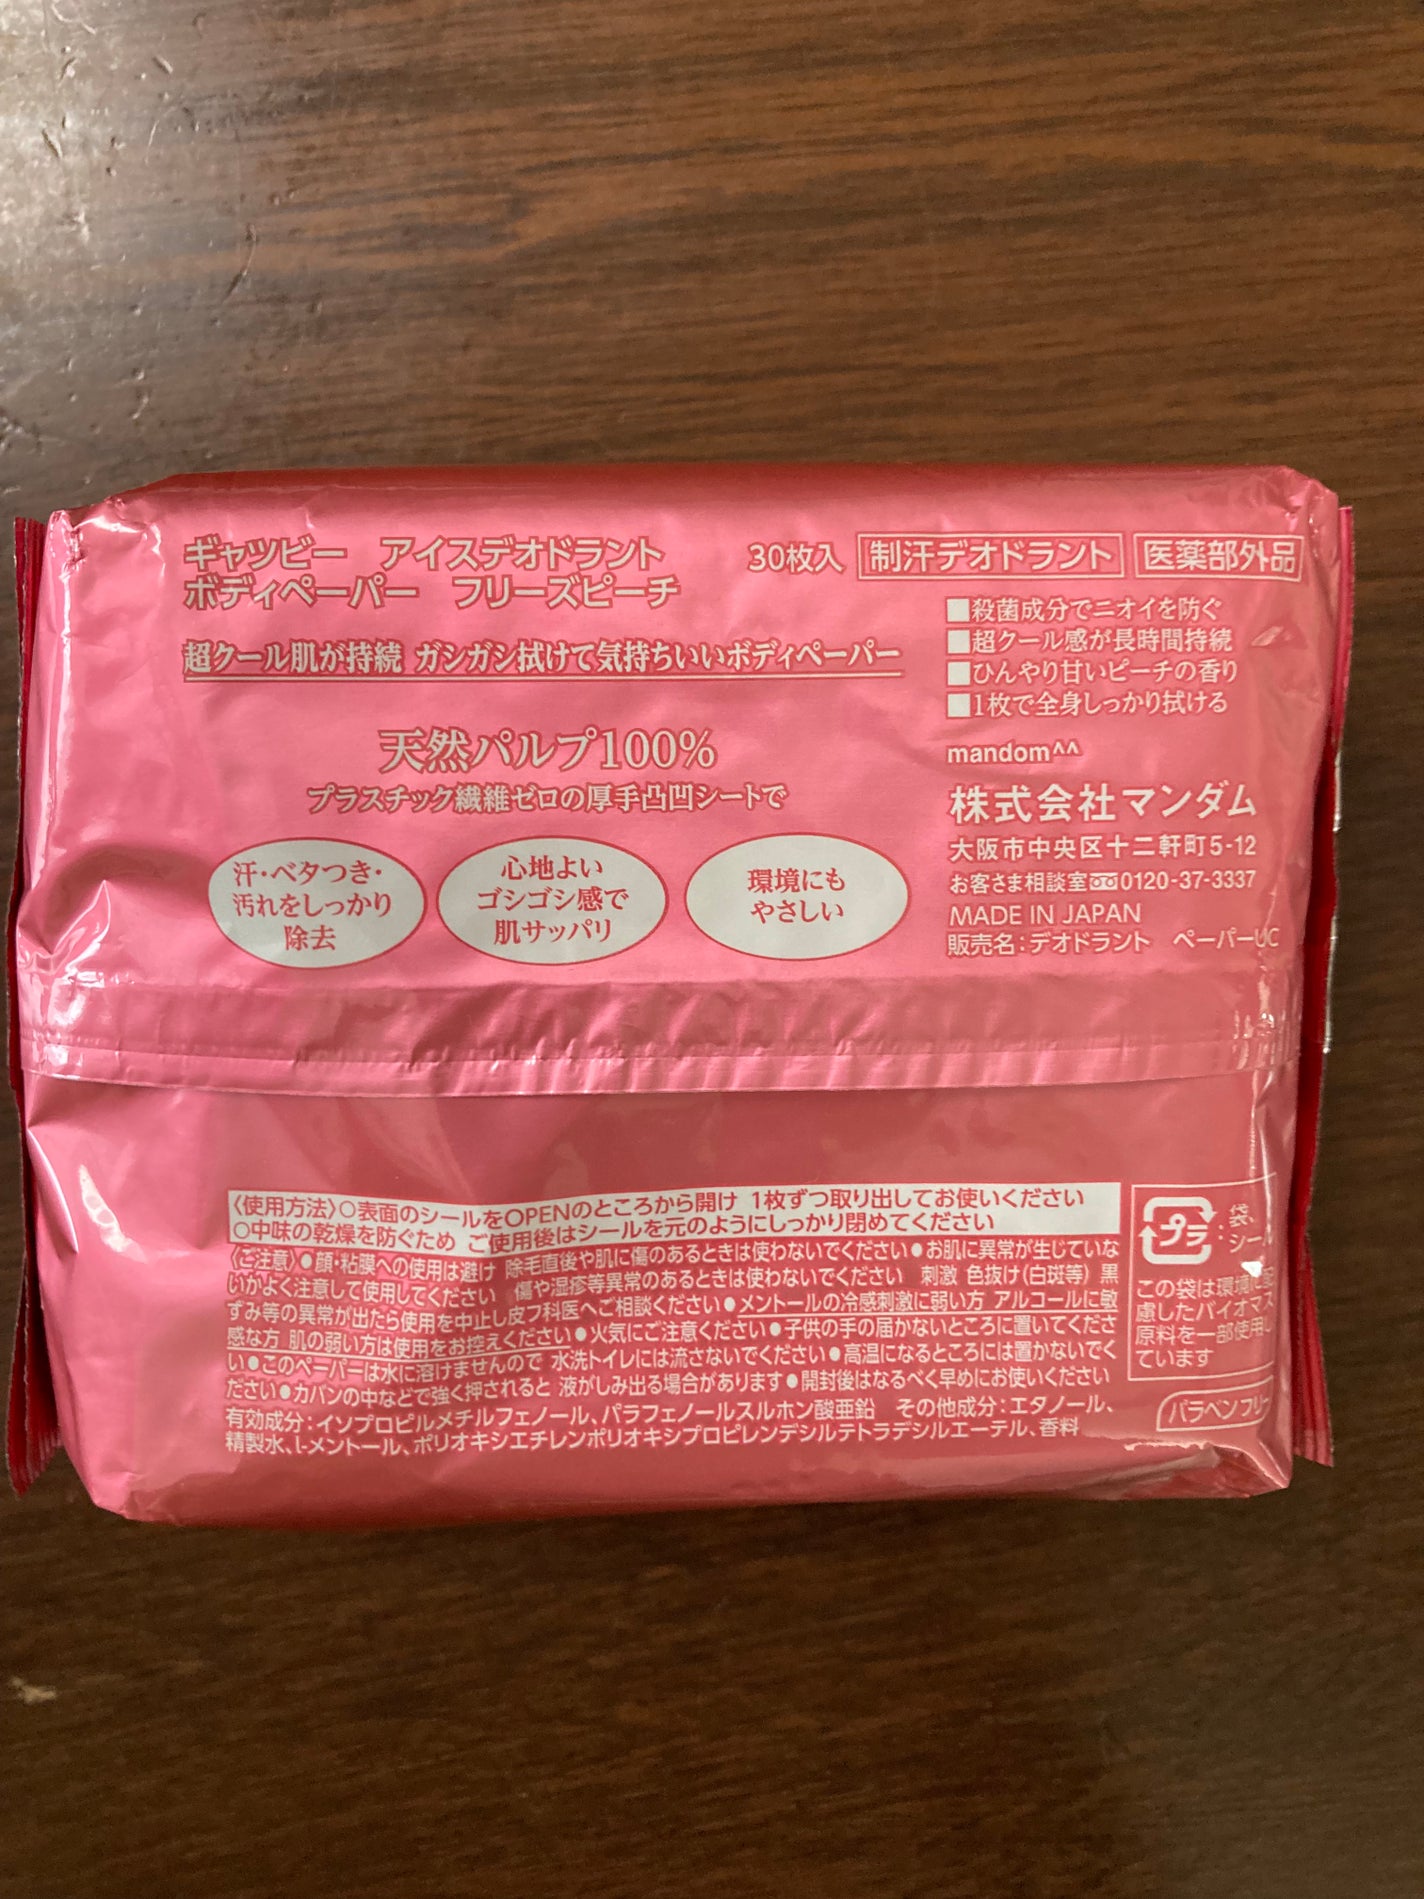 ギャツビー　アイスデオドラント
ボディペーパー　フリーズピーチ
30枚入 制汗デオドラント 医薬部外品
超クール肌が持続 ガシガシ拭けて気持ちいいボディペーパー
■殺菌成分でニオイを防ぐ
■超クール感が長時間持続
■ひんやり甘いピーチの香り
■1枚で全身しっかり拭ける
天然パルプ100%
プラスチック繊維ゼロの厚手凸凹シートで
汗・ベタつき・
汚れをしっかり
除去
心地よい
ゴシゴシ感で
肌サッパリ
環境にも
やさしい
mandom^^
株式会社マンダム
大阪市中央区十二軒町5-12
お客さま相談室 0120-37-3337
MADE IN JAPAN
販売名：デオドラント　ペーパーUC
〈使用方法〉○表面のシールをOPENのところから開け 1枚ずつ取り出してお使いください
○中味の乾燥を防ぐため ご使用後はシールを元のようにしっかり閉めてください
〈ご注意〉●顔・粘膜への使用は避け 除毛直後や肌に傷のあるときは使わないでください●お肌に異常が生じていな
いかよく注意して使用してください 傷や湿疹等異常のあるときは使わないでください 刺激 色抜け(白斑等) 黒
ずみ等の異常が出たら使用を中止し皮フ科医へご相談ください●メントールの冷感刺激に弱い方 アルコールに敏
感な方 肌の弱い方は使用をお控えください●火気にご注意ください●子供の手の届かないところに置いてくださ
い●このペーパーは水に溶けませんので 水洗トイレには流さないでください●高温になるところには置かないでく
ださい●カバンの中などで強く押されると 液がしみ出る場合があります●開封後はなるべく早めにお使いください
有効成分：イソプロピルメチルフェノール、パラフェノールスルホン酸亜鉛　その他成分：エタノール、
精製水、l-メントール、ポリオキシエチレンポリオキシプロピレンデシルテトラデシルエーテル、香料
プラ：袋、
シール
この袋は環境に配
慮したバイオマス
原料を一部使用し
ています
パラベンフリー